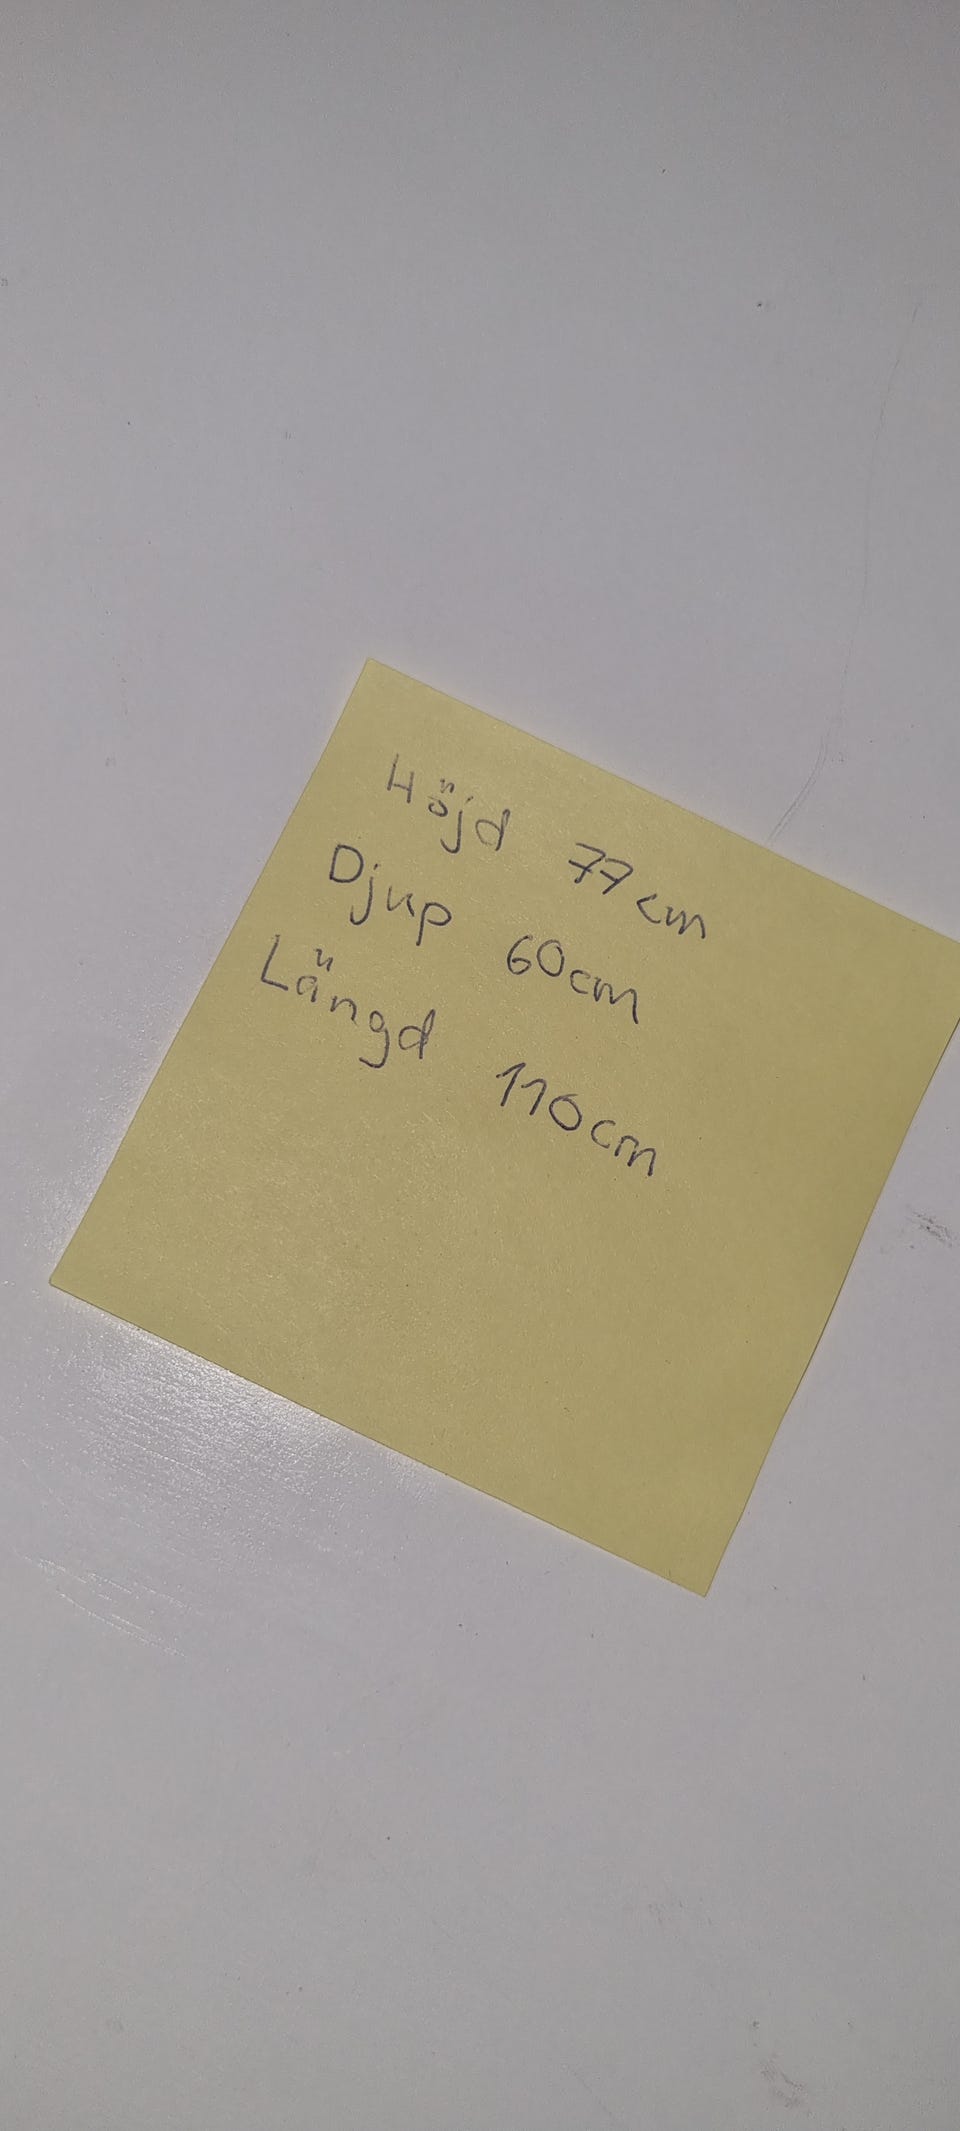 Höjd 77cm
Djup 60cm
Längd 110cm